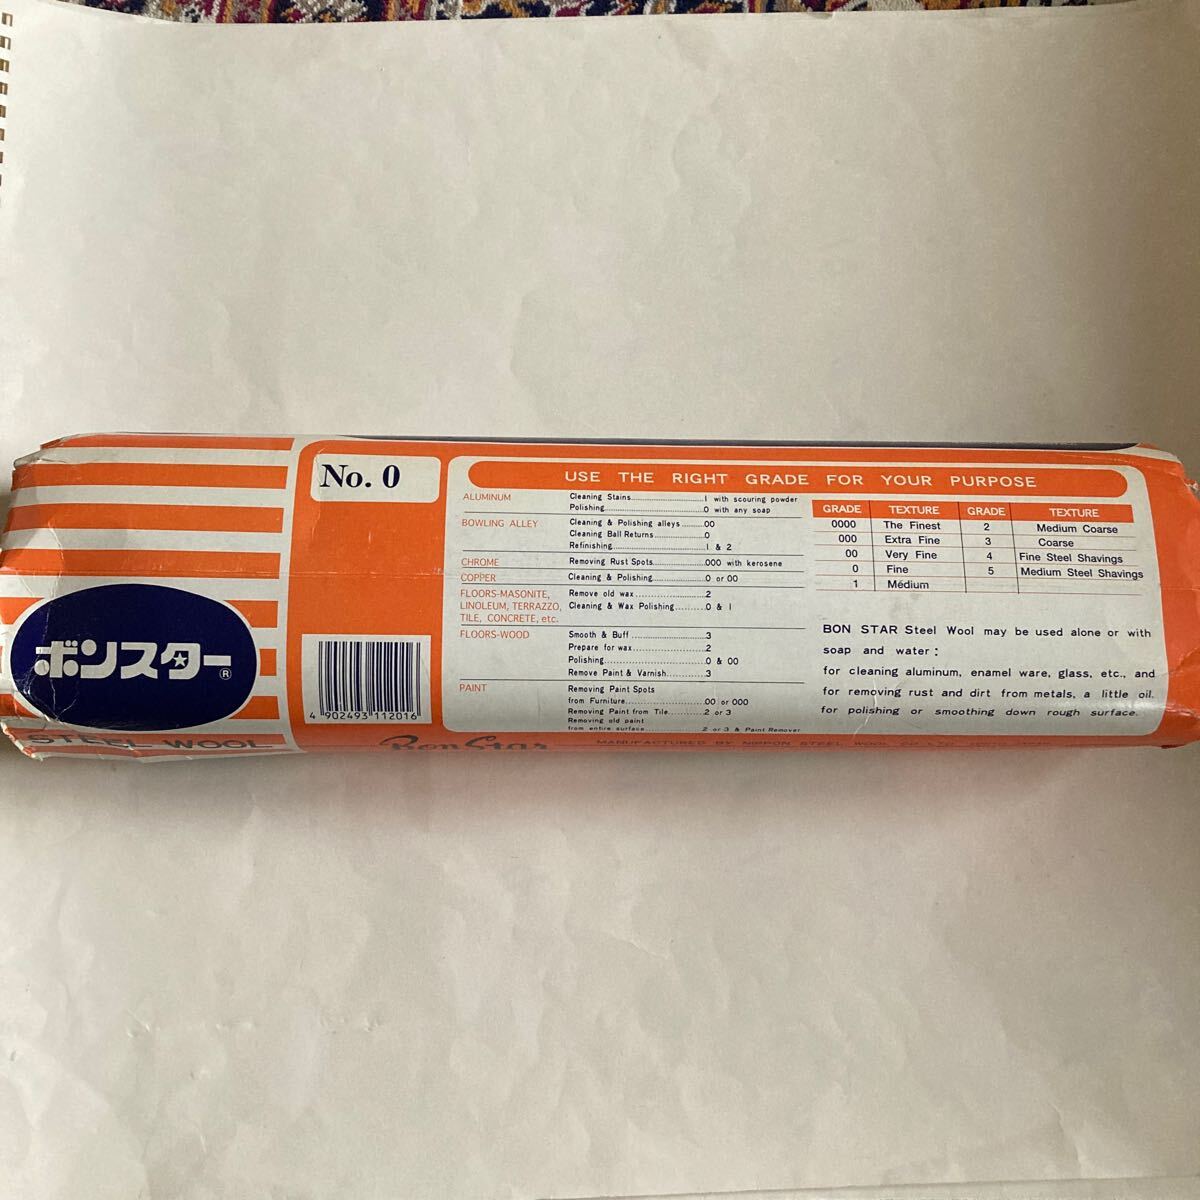 ボンスター®
STEEL WOOL
No. 0
4 902493 112016
Bon Star
USE THE RIGHT GRADE FOR YOUR PURPOSE
ALUMINUM Cleaning Stains 1 with scouring powder
Polishing 0 with any soap
BOWLING ALLEY Cleaning & Polishing alleys 00
Cleaning Ball Returns 0
Refinishing 1 & 2
CHROME Removing Rust Spots 000 with kerosene
COPPER Cleaning & Polishing 0 or 00
FLOORS-MASONITE, Remove old wax 2
LINOLEUM, TERRAZZO, Cleaning & Wax Polishing 0 & 1
TILE, CONCRETE, etc.
FLOORS-WOOD Smooth & Buff 3
Prepare for wax 2
Polishing 0 & 00
Remove Paint & Varnish 3
PAINT Removing Paint Spots
from Furniture 00 or 000
Removing Paint from Tile 2 or 3
Removing old paint
from entire surface 2 or 3 & Paint Remover
GRADE TEXTURE GRADE TEXTURE
0000 The Finest 2 Medium Coarse
000 Extra Fine 3 Coarse
00 Very Fine 4 Fine Steel Shavings
0 Fine 5 Medium Steel Shavings
1 Medium
BON STAR Steel Wool may be used alone or with
soap and water :
for cleaning aluminum, enamel ware, glass, etc., and
for removing rust and dirt from metals, a little oil.
for polishing or smoothing down rough surface.
MANUFACTURED BY NIPPON STEEL WOOL